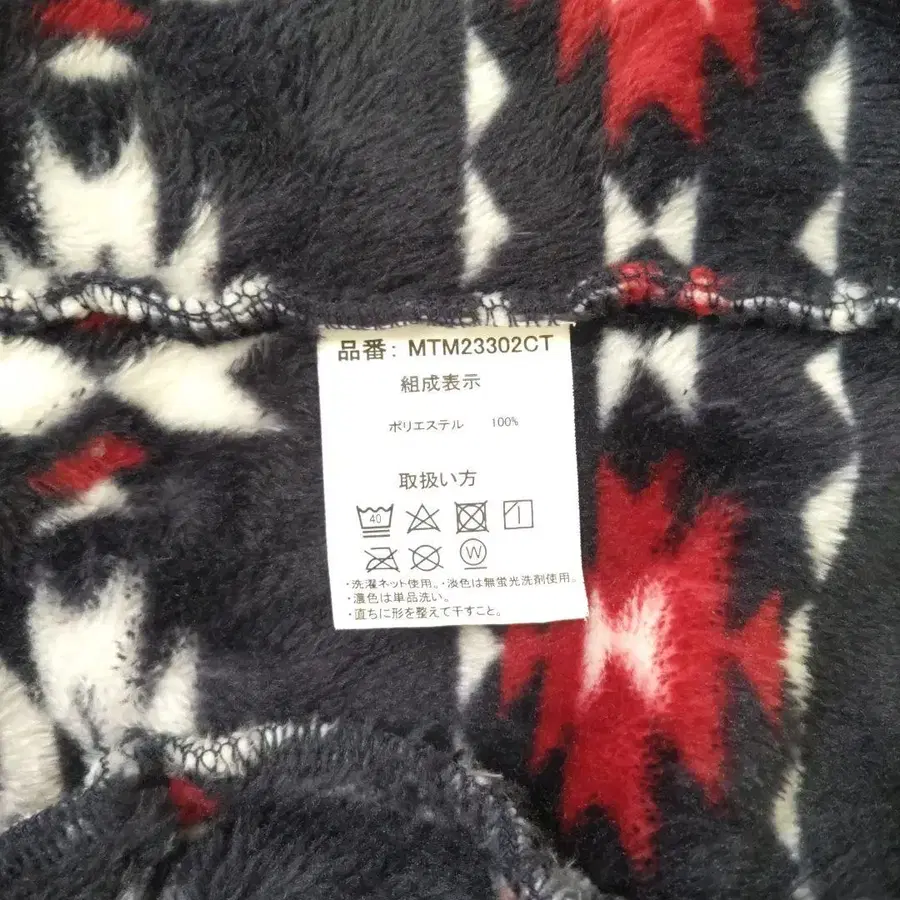 品番: MTM23302CT
組成表示
ポリエステル 100%
取扱い方
40
W
・洗濯ネット使用。・淡色は無蛍光洗剤使用。
・濃色は単品洗い。
・直ちに形を整えて干すこと。